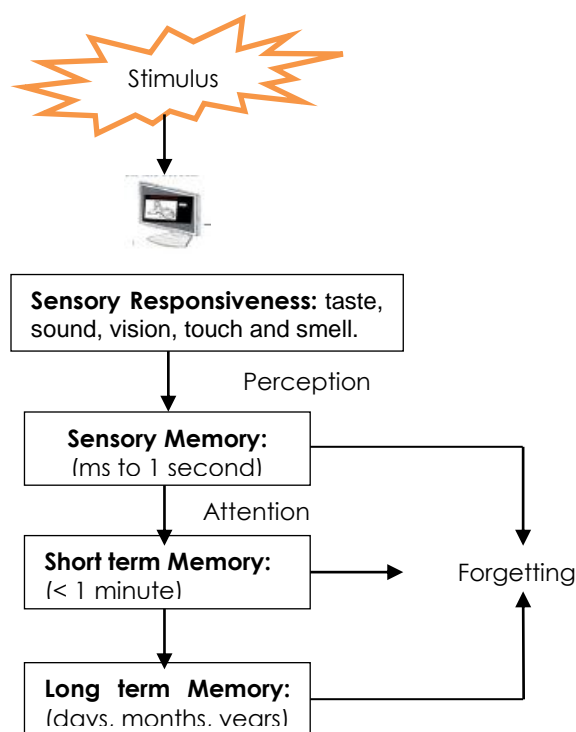 Stimulus
Sensory Responsiveness: taste,
sound, vision, touch and smell.
Perception
Sensory Memory:
(ms to 1 second)
Attention
Short term Memory:
(< 1 minute)
Forgetting
Long term Memory:
(days, months, years)